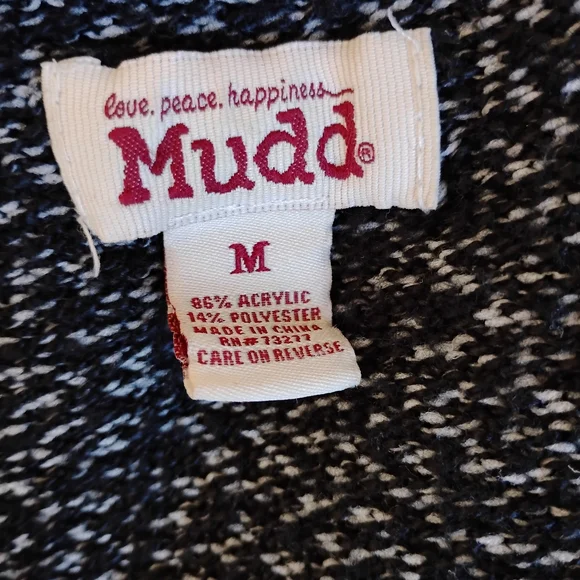 love. peace. happiness
Mudd®
M
86% ACRYLIC
14% POLYESTER
MADE IN CHINA
RN# 73277
CARE ON REVERSE